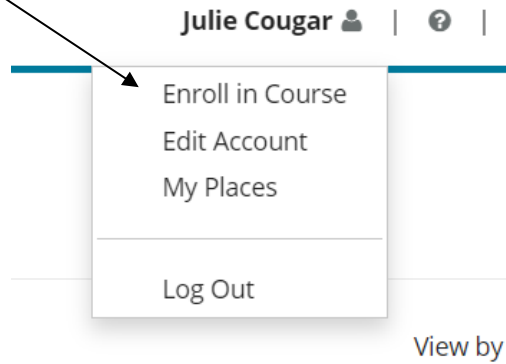 Julie Cougar | ? |
Enroll in Course
Edit Account
My Places
Log Out
View by